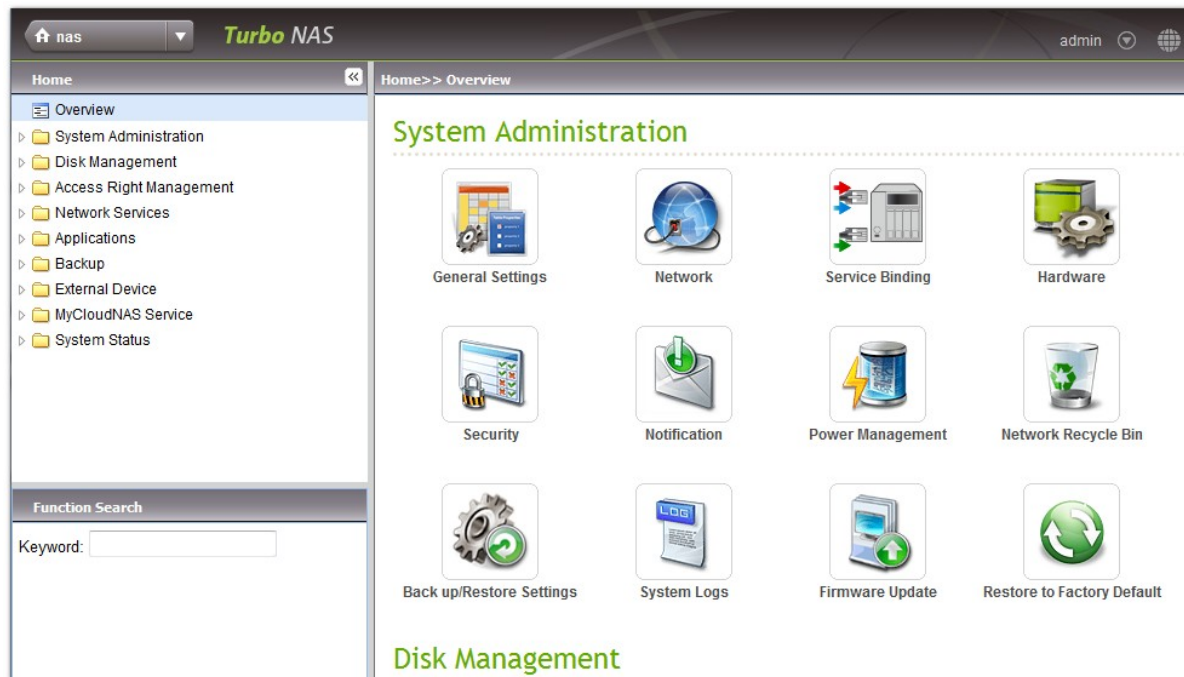 nas
Turbo NAS
admin
Home
Home>> Overview
Overview
System Administration
Disk Management
Access Right Management
Network Services
Applications
Backup
External Device
MyCloudNAS Service
System Status
Function Search
Keyword:
System Administration
General Settings
Network
Service Binding
Hardware
Security
Notification
Power Management
Network Recycle Bin
Back up/Restore Settings
LOG
System Logs
Firmware Update
Restore to Factory Default
Disk Management